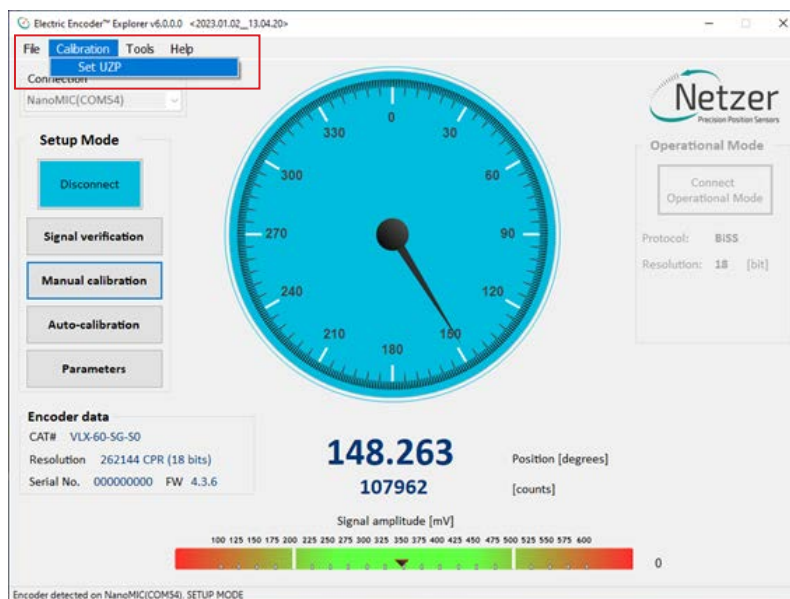 Electric Encoder™ Explorer v6.0.0.0 <2023.01.02__13.04.20>
File Calibration Tools Help
Set UZP
Connection
NanoMIC(COM54)
Setup Mode
Disconnect
Signal verification
Manual calibration
Auto-calibration
Parameters
0
30
60
90
120
150
180
210
240
270
300
330
Netzer
Precision Position Sensors
Operational Mode
Connect
Operational Mode
Protocol: BiSS
Resolution: 18 [bit]
Encoder data
CAT# VLX-60-SG-S0
Resolution 262144 CPR (18 bits)
Serial No. 000000000 FW 4.3.6
148.263 Position [degrees]
107962 [counts]
Signal amplitude [mV]
100 125 150 175 200 225 250 275 300 325 350 375 400 425 450 475 500 525 550 575 600
0
Encoder detected on NanoMIC(COM54). SETUP MODE